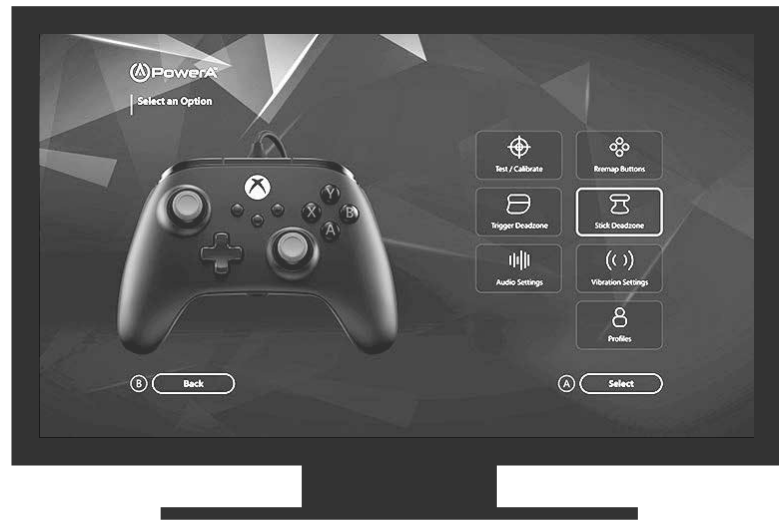 PowerA
Select an Option
Test / Calibrate
Rremap Buttons
Trigger Deadzone
Stick Deadzone
Audio Settings
Vibration Settings
Profiles
Y
X
B
A
B
Back
A
Select